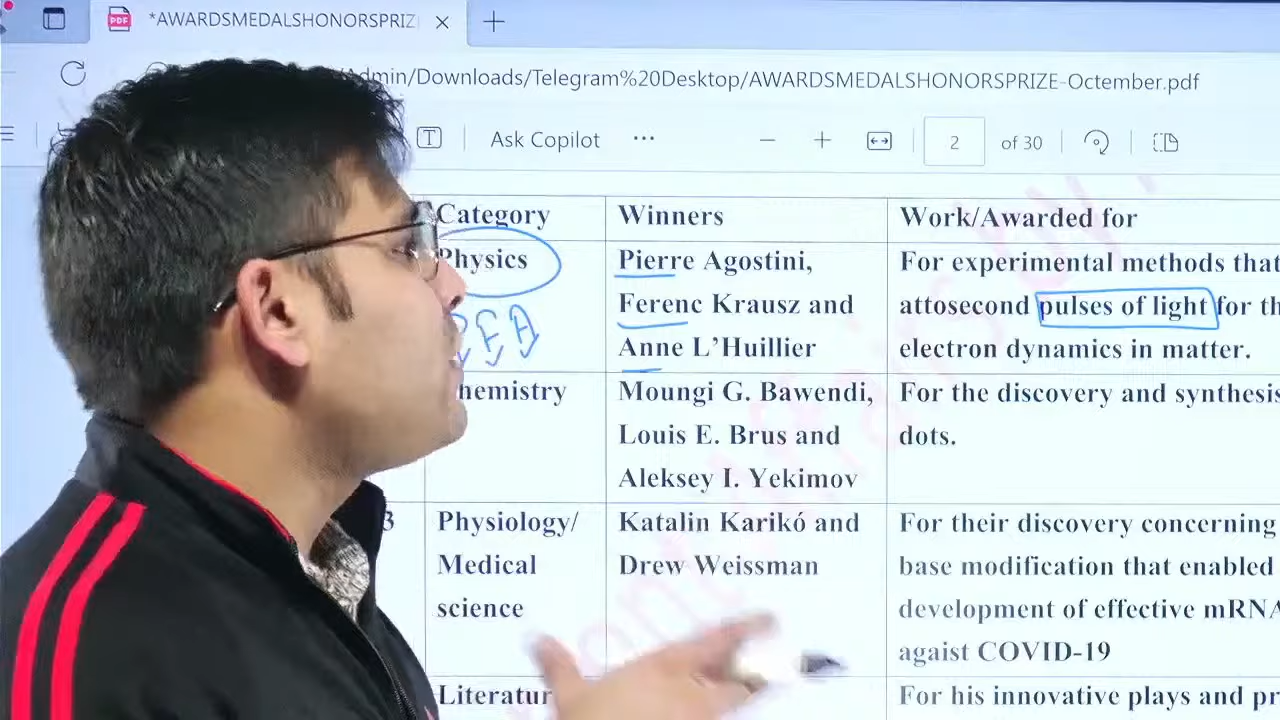 *AWARDSMEDALSHONORSPRIZ
Admin/Downloads/Telegram%20Desktop/AWARDSMEDALSHONORSPRIZE-Octember.pdf
Ask Copilot
2 of 30
Category Winners Work/Awarded for
Physics Pierre Agostini, For experimental methods that
Ferenc Krausz and attosecond pulses of light for th
P F A
Anne L'Huillier electron dynamics in matter.
hemistry Moungi G. Bawendi, For the discovery and synthesis
Louis E. Brus and dots.
Aleksey I. Yekimov
3 Physiology/ Katalin Karikó and For their discovery concerning
Medical Drew Weissman base modification that enabled
science development of effective mRNA
agaist COVID-19
Literatur For his innovative plays and pr